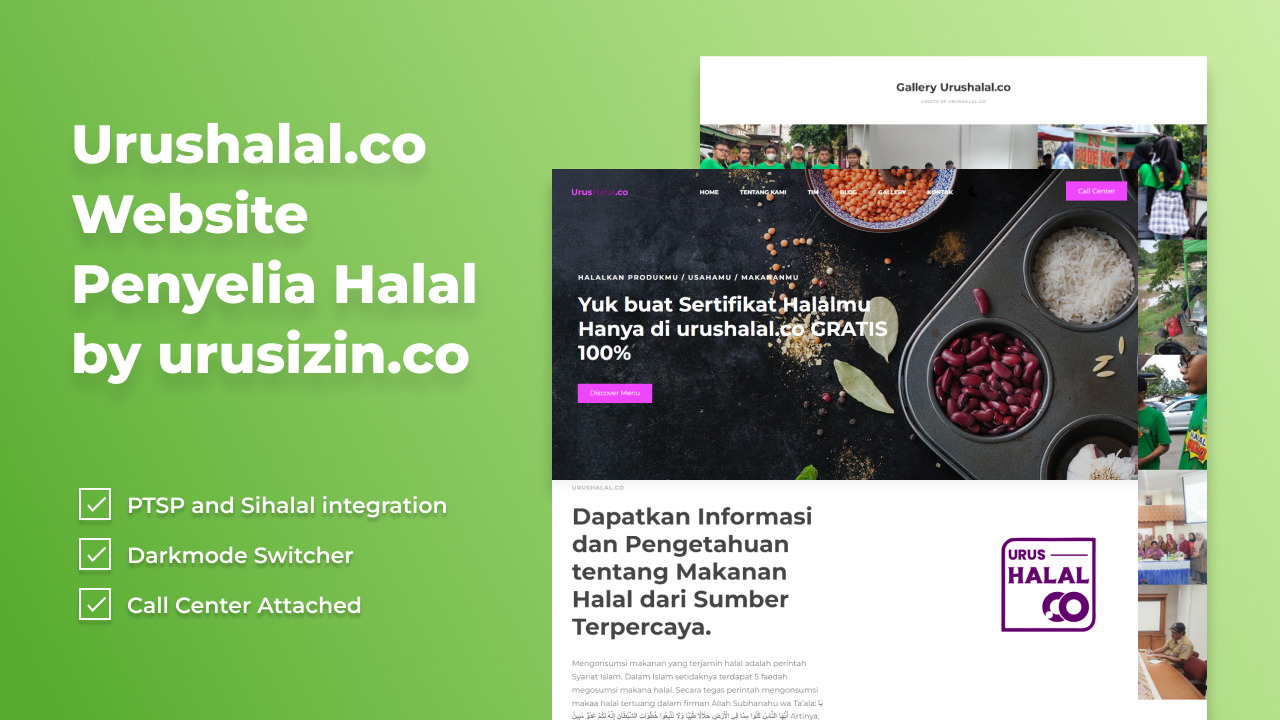 Urushalal.co
Website
Penyelia Halal
by urusizin.co
PTSP and Sihalal integration
Darkmode Switcher
Call Center Attached
Gallery Urushalal.co
ASSETS OF URUSHALAL.CO
UrusHalal.co
HOME TENTANG KAMI TIM BLOG GALLERY KONTAK
Call Center
HALALKAN PRODUKMU / USAHAMU / MAKANANMU
Yuk buat Sertifikat Halalmu
Hanya di urushalal.co GRATIS
100%
Discover Menu
URUSHALAL.CO
Dapatkan Informasi
dan Pengetahuan
tentang Makanan
Halal dari Sumber
Terpercaya.
URUS
HALAL
CO
Mengonsumsi makanan yang terjamin halal adalah perintah
Syariat Islam. Dalam Islam setidaknya terdapat 5 faedah
megosumsi makana halal. Secara tegas perintah mengonsumsi
makaa halal tertuang dalam firman Allah Subhanahu wa Ta'ala: يَا
أَيُّهَا النَّاسُ كُلُوا مِمَّا فِي الْأَرْضِ حَلَالًا طَيِّبًا وَلَا تَتَّبِعُوا خُطُوَاتِ الشَّيْطَانِ إِنَّهُ لَكُمْ عَدُوٌّ مُبِينٌ Artinya,